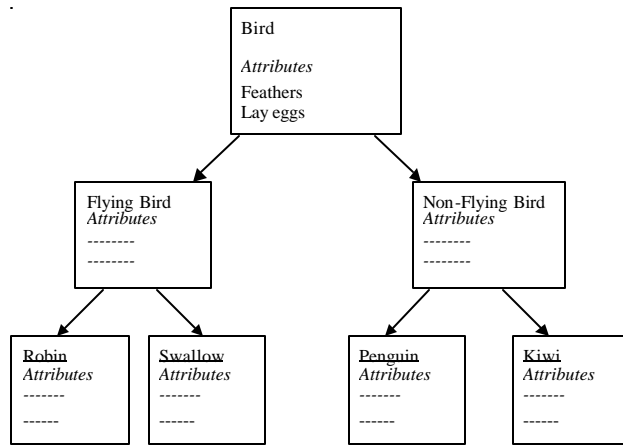 .
Bird
Attributes
Feathers
Lay eggs
Flying Bird
Attributes
--------
--------
Non-Flying Bird
Attributes
--------
--------
Robin
Attributes
-------
------
Swallow
Attributes
-------
------
Penguin
Attributes
-------
------
Kiwi
Attributes
-------
------